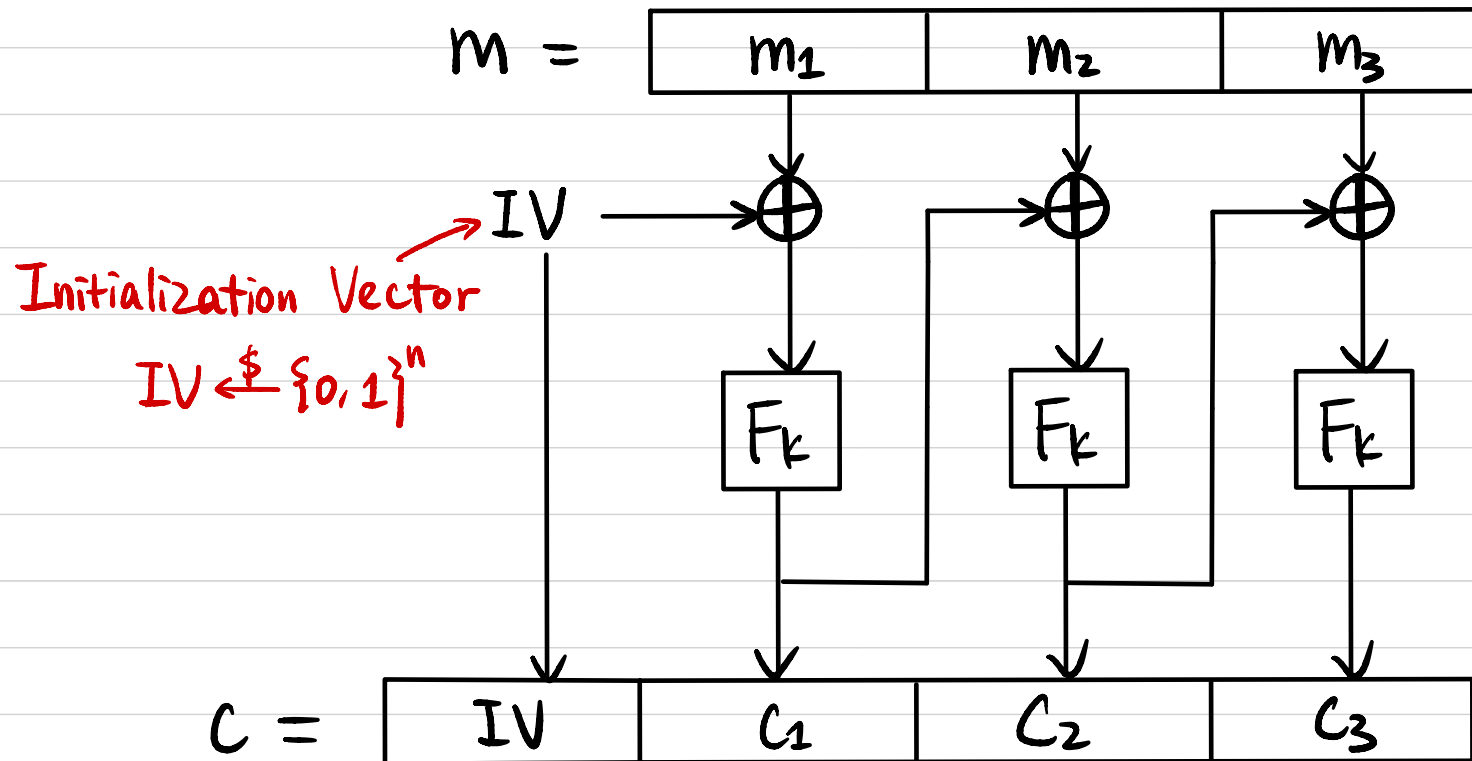 m = m₁ m₂ m₃
⊕ ⊕ ⊕
IV
Initialization Vector
IV ←$ {0,1}ⁿ
Fₖ Fₖ Fₖ
C = IV C₁ C₂ C₃